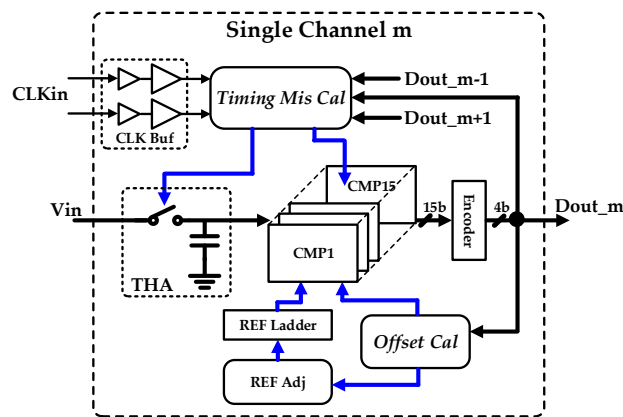 Single Channel m
CLKin
CLK Buf
Timing Mis Cal
Dout_m-1
Dout_m+1
Vin
THA
CMP15
CMP1
15b
Encoder
4b
Dout_m
REF Ladder
REF Adj
Offset Cal